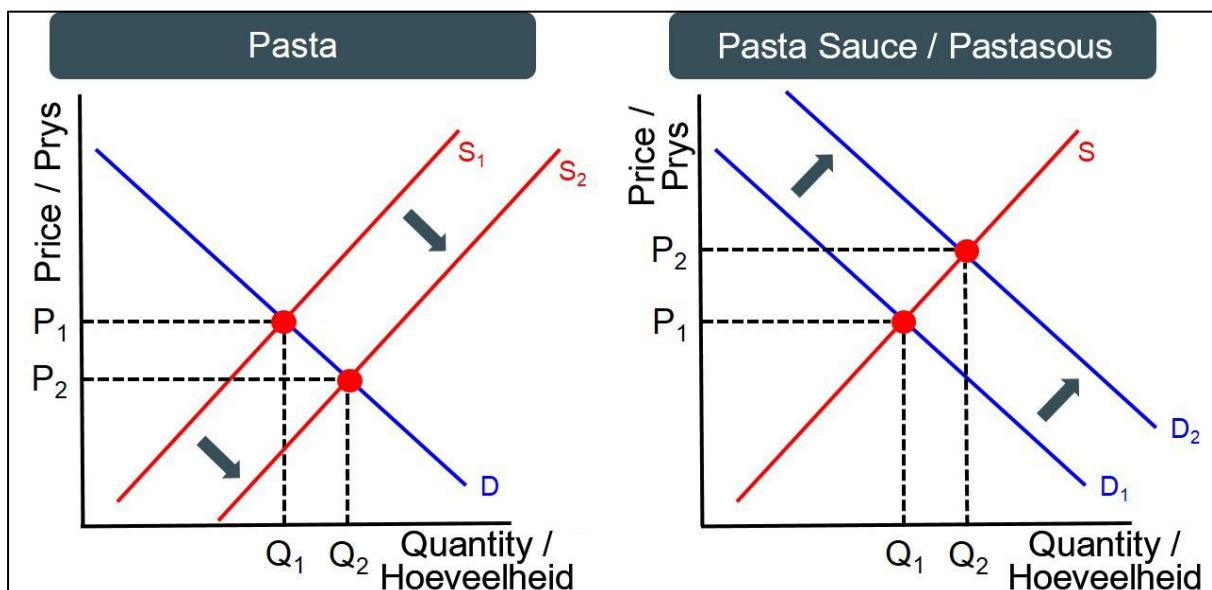 Pasta
Price / Prys
S₁
S₂
P₁
P₂
D
Q₁ Q₂
Quantity /
Hoeveelheid
Pasta Sauce / Pastasous
Price /
Prys
S
P₂
P₁
D₂
D₁
Q₁ Q₂
Quantity /
Hoeveelheid